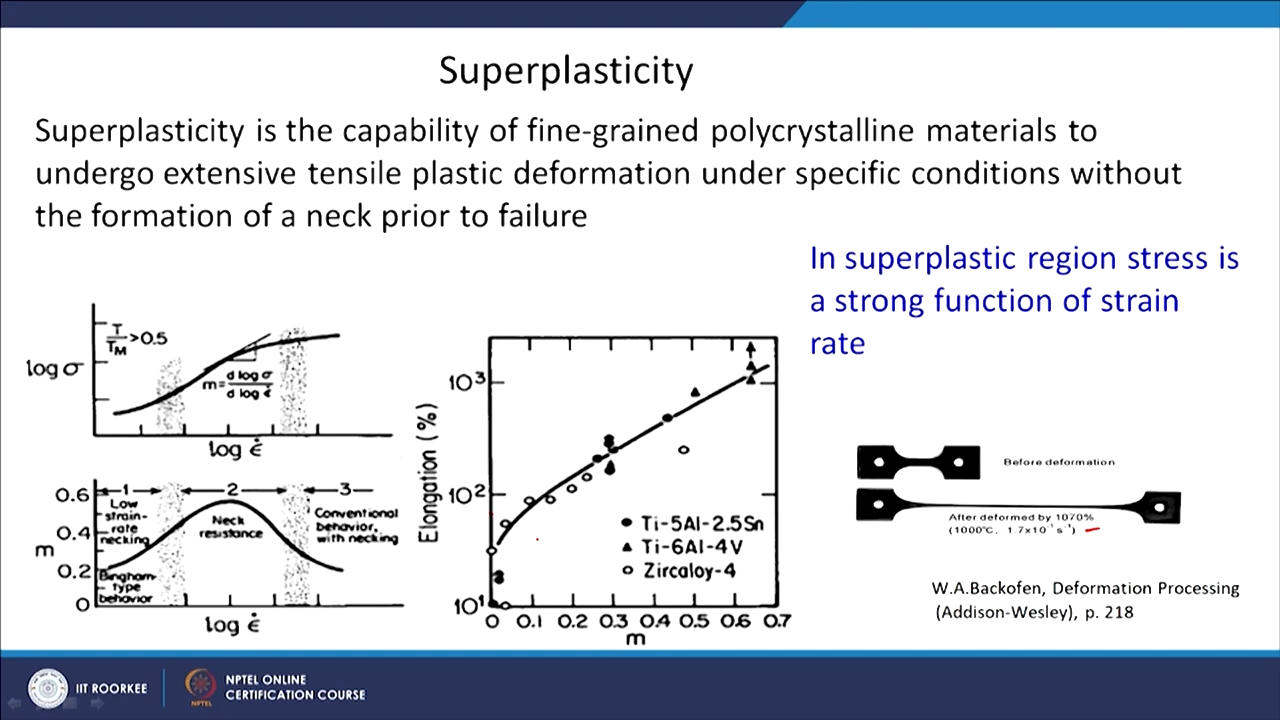 Superplasticity
Superplasticity is the capability of fine-grained polycrystalline materials to
undergo extensive tensile plastic deformation under specific conditions without
the formation of a neck prior to failure
In superplastic region stress is
a strong function of strain
rate
T/T_M >0.5
log σ
m= d log σ / d log ε̇
log ε̇
0.6
0.4
m
0.2
0
1
2
3
Low
strain-
rate
necking
Neck
resistance
Conventional
behavior,
with necking
Bingham-
type
behavior
log ε̇
Elongation (%)
10³
10²
10¹
Ti-5Al-2.5Sn
Ti-6Al-4V
Zircaloy-4
0 0.1 0.2 0.3 0.4 0.5 0.6 0.7
m
Before deformation
After deformed by 1070%
(1000℃, 1.7x10⁻¹s⁻¹)
W.A.Backofen, Deformation Processing
(Addison-Wesley), p. 218
IIT ROORKEE
NPTEL
NPTEL ONLINE
CERTIFICATION COURSE